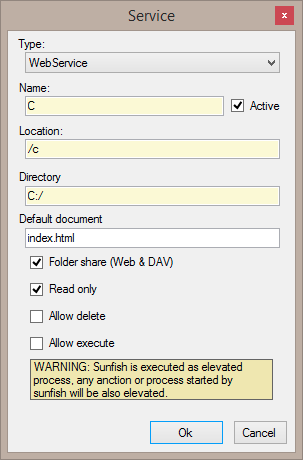 Service
x
Type:
WebService
Name:
C
Active
Location:
/c
Directory
C:/
Default document
index.html
Folder share (Web & DAV)
Read only
Allow delete
Allow execute
WARNING: Sunfish is executed as elevated
process, any anction or process started by
sunfish will be also elevated.
Ok
Cancel